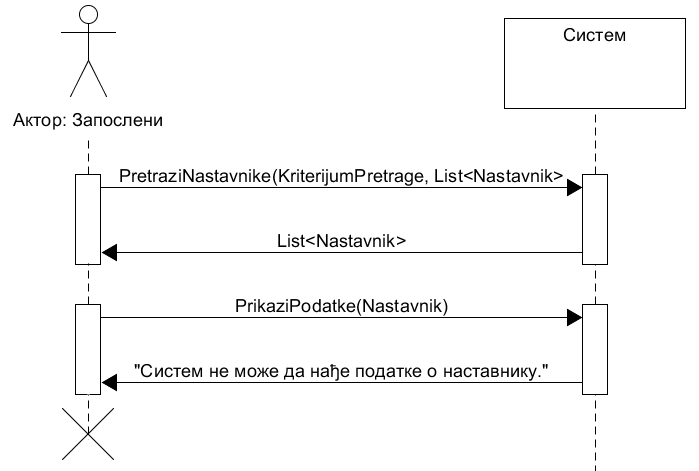 Систем
Актор: Запослени
PretraziNastavnike(KriterijumPretrage, List<Nastavnik>
List<Nastavnik>
PrikaziPodatke(Nastavnik)
"Систем не може да нађе податке о наставнику."